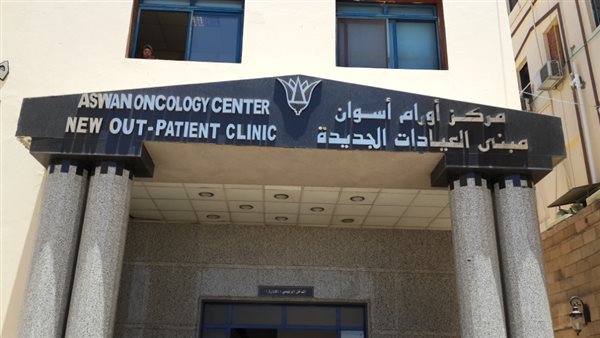 ASWAN ONCOLOGY CENTER
NEW OUT-PATIENT CLINIC
مركز أورام أسوان
مبنى العيادات الجديدة